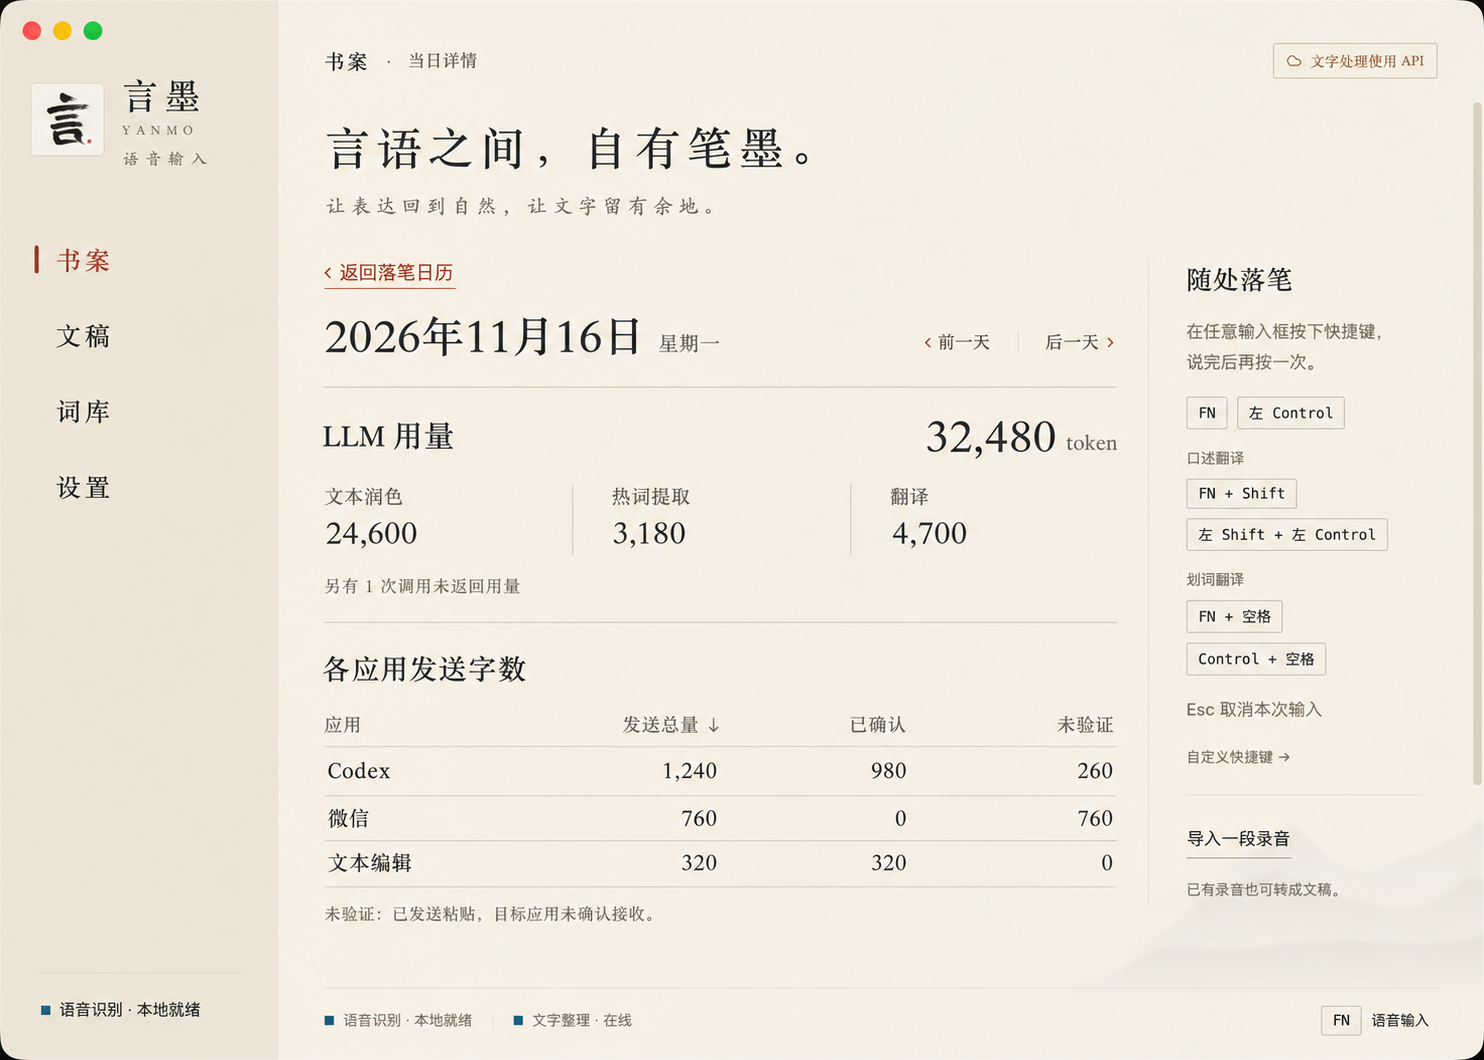 言墨
YANMO
语音输入
书案
文稿
词库
设置
语音识别 · 本地就绪
书案 · 当日详情
文字处理使用 API
言语之间，自有笔墨。
让表达回到自然，让文字留有余地。
‹ 返回落笔日历
2026年11月16日 星期一
‹ 前一天 后一天 ›
LLM 用量 32,480 token
文本润色 热词提取 翻译
24,600 3,180 4,700
另有 1 次调用未返回用量
各应用发送字数
应用 发送总量 ↓ 已确认 未验证
Codex 1,240 980 260
微信 760 0 760
文本编辑 320 320 0
未验证：已发送粘贴，目标应用未确认接收。
随处落笔
在任意输入框按下快捷键，
说完后再按一次。
FN 左 Control
口述翻译
FN + Shift
左 Shift + 左 Control
划词翻译
FN + 空格
Control + 空格
Esc 取消本次输入
自定义快捷键 →
导入一段录音
已有录音也可转成文稿。
语音识别 · 本地就绪 文字整理 · 在线
FN 语音输入
言